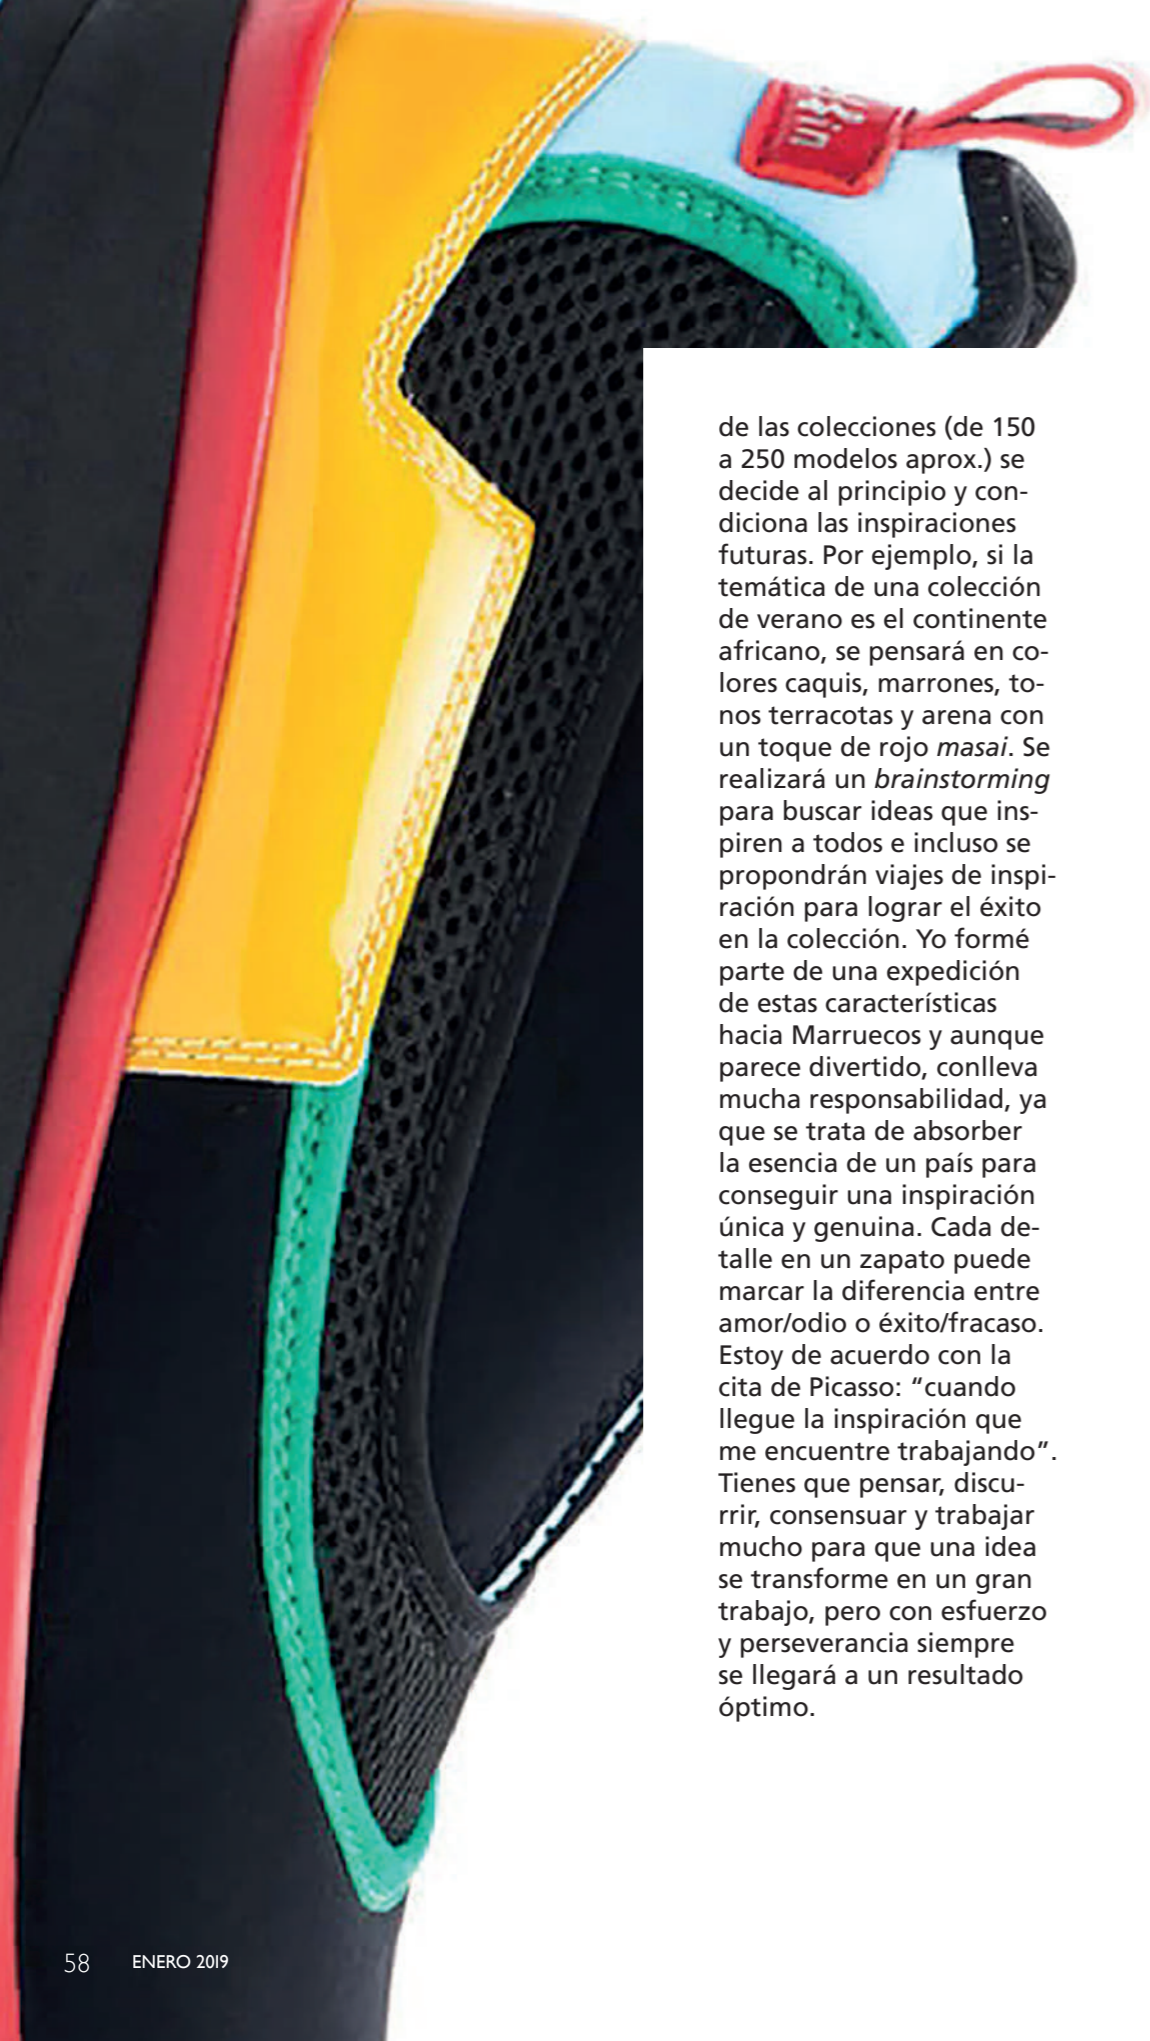 de las colecciones (de 150
a 250 modelos aprox.) se
decide al principio y con-
diciona las inspiraciones
futuras. Por ejemplo, si la
temática de una colección
de verano es el continente
africano, se pensará en co-
lores caquis, marrones, to-
nos terracotas y arena con
un toque de rojo masai. Se
realizará un brainstorming
para buscar ideas que ins-
piren a todos e incluso se
propondrán viajes de inspi-
ración para lograr el éxito
en la colección. Yo formé
parte de una expedición
de estas características
hacia Marruecos y aunque
parece divertido, conlleva
mucha responsabilidad, ya
que se trata de absorber
la esencia de un país para
conseguir una inspiración
única y genuina. Cada de-
talle en un zapato puede
marcar la diferencia entre
amor/odio o éxito/fracaso.
Estoy de acuerdo con la
cita de Picasso: “cuando
llegue la inspiración que
me encuentre trabajando”.
Tienes que pensar, discu-
rrir, consensuar y trabajar
mucho para que una idea
se transforme en un gran
trabajo, pero con esfuerzo
y perseverancia siempre
se llegará a un resultado
óptimo.
58 ENERO 2019